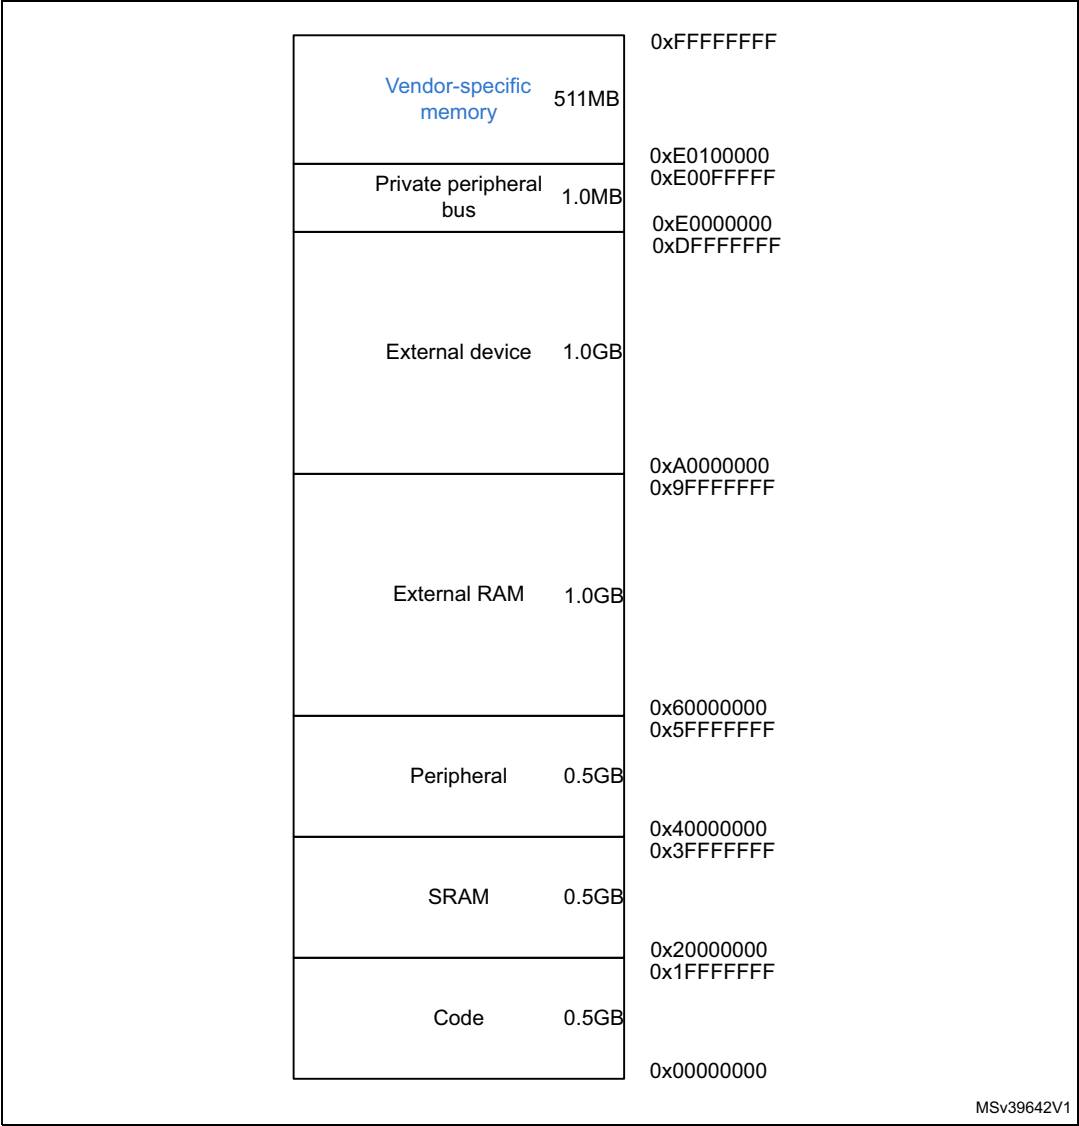 0xFFFFFFFF
Vendor-specific
memory
511MB
0xE0100000
0xE00FFFFF
Private peripheral
bus
1.0MB
0xE0000000
0xDFFFFFFF
External device
1.0GB
0xA0000000
0x9FFFFFFF
External RAM
1.0GB
0x60000000
0x5FFFFFFF
Peripheral
0.5GB
0x40000000
0x3FFFFFFF
SRAM
0.5GB
0x20000000
0x1FFFFFFF
Code
0.5GB
0x00000000
MSv39642V1